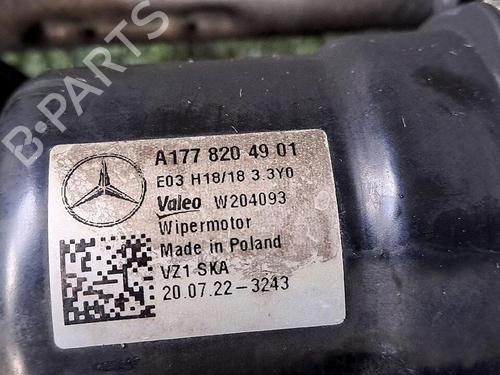 B-PARTS
A177 820 49 01
E03 H18/18 3.3Y0
Valeo W204093
Wipermotor
Made in Poland
VZ1 SKA
20.07.22-3243